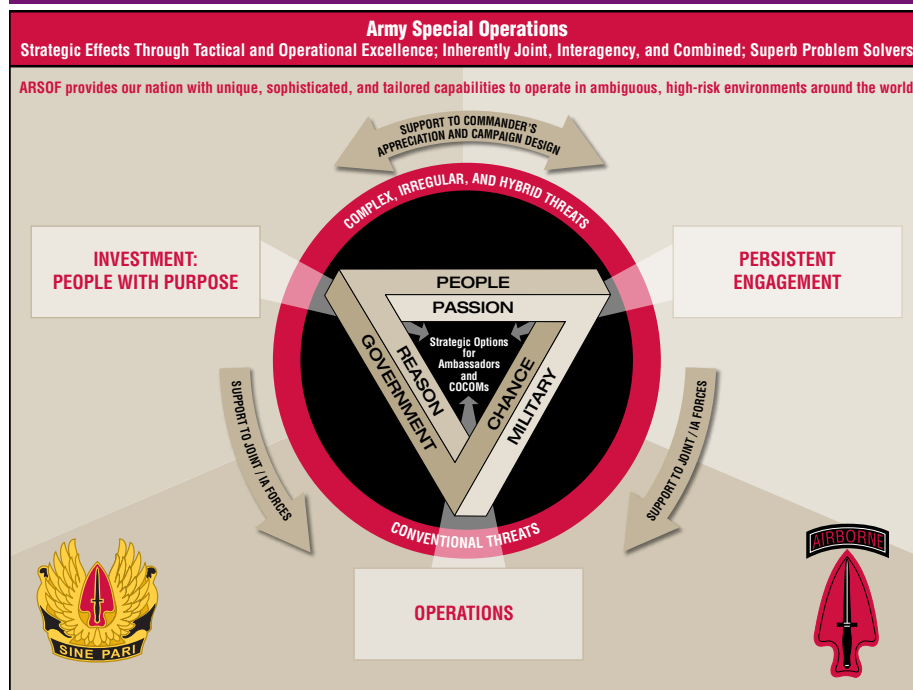 Army Special Operations
Strategic Effects Through Tactical and Operational Excellence; Inherently Joint, Interagency, and Combined; Superb Problem Solvers
ARSOF provides our nation with unique, sophisticated, and tailored capabilities to operate in ambiguous, high-risk environments around the world
SUPPORT TO COMMANDER'S
APPRECIATION AND CAMPAIGN DESIGN
COMPLEX, IRREGULAR, AND HYBRID THREATS
INVESTMENT:
PEOPLE WITH PURPOSE
PERSISTENT
ENGAGEMENT
PEOPLE
PASSION
GOVERNMENT
REASON
Strategic Options
for
Ambassadors
and
COCOMs
CHANCE
MILITARY
SUPPORT TO JOINT / IA FORCES
SUPPORT TO JOINT / IA FORCES
CONVENTIONAL THREATS
OPERATIONS
SINE PARI
AIRBORNE